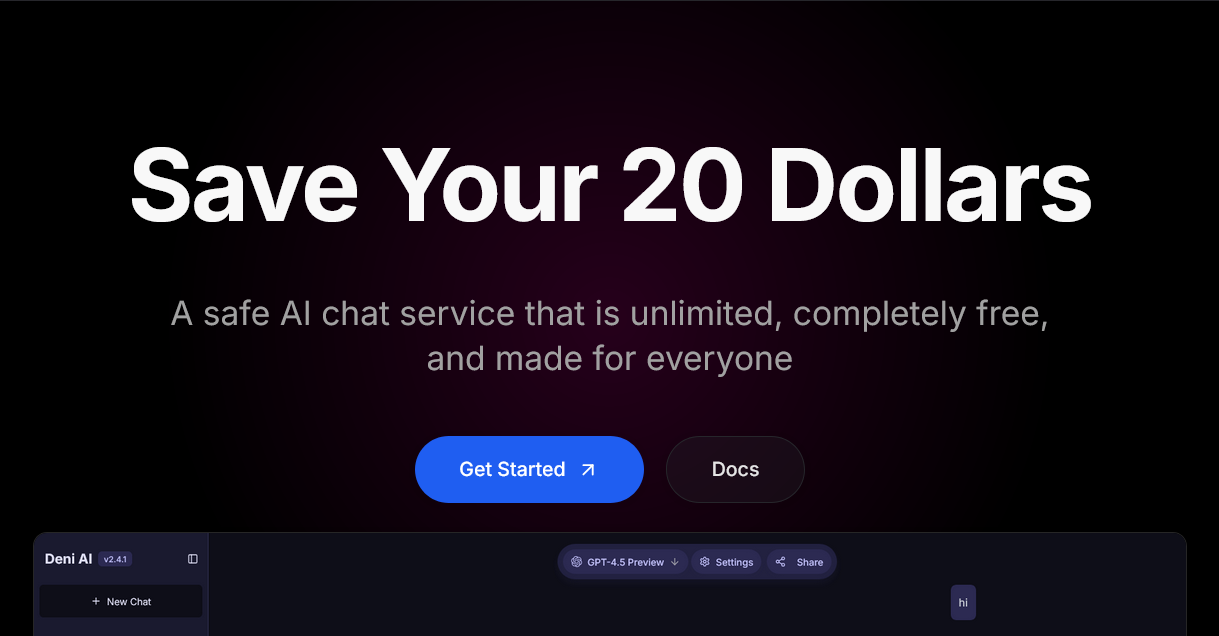 Save Your 20 Dollars
A safe AI chat service that is unlimited, completely free,
and made for everyone
Get Started
Docs
Deni AI v2.4.1
GPT-4.5 Preview Settings Share
New Chat
hi